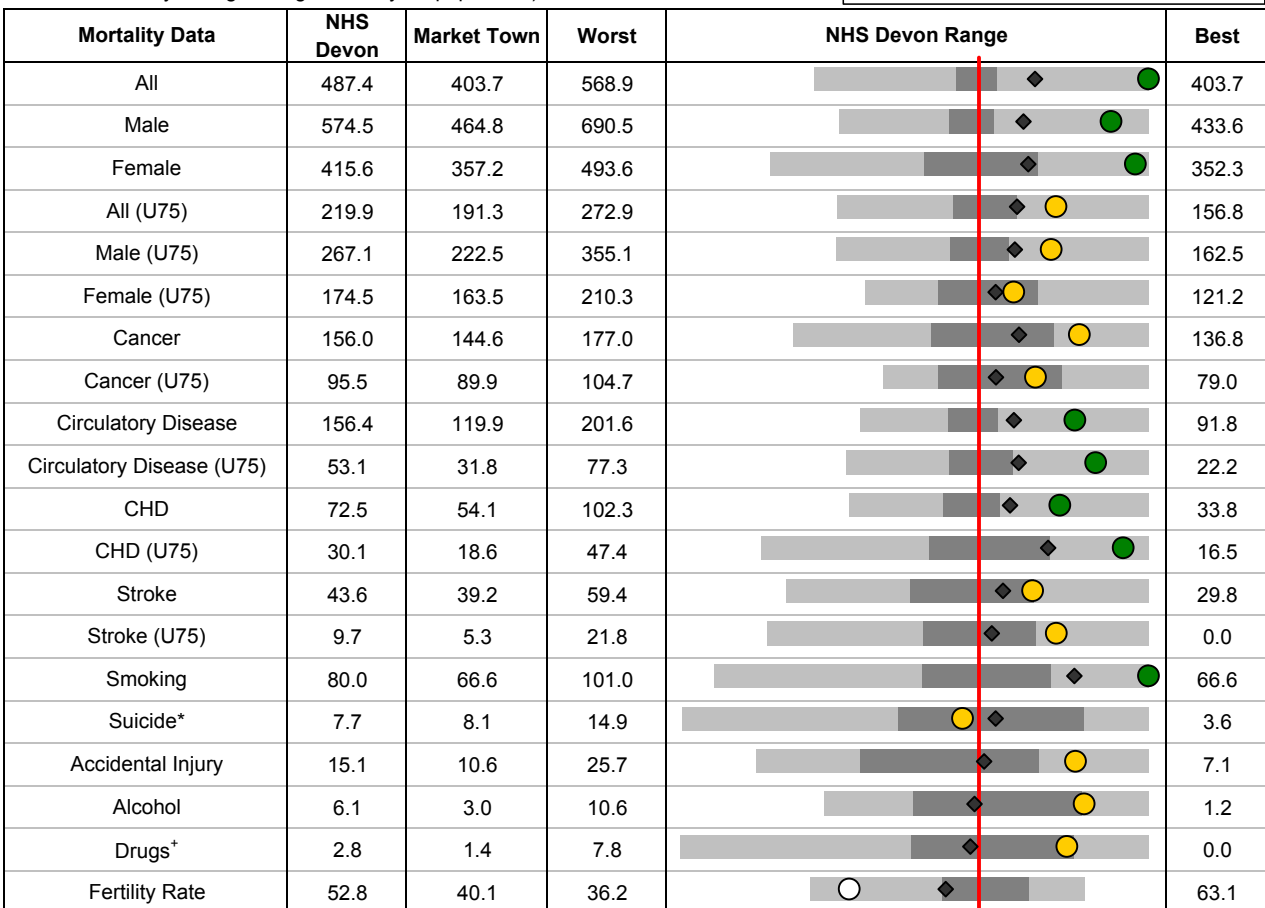 Mortality Data NHS Devon Market Town Worst NHS Devon Range Best
All 487.4 403.7 568.9 403.7
Male 574.5 464.8 690.5 433.6
Female 415.6 357.2 493.6 352.3
All (U75) 219.9 191.3 272.9 156.8
Male (U75) 267.1 222.5 355.1 162.5
Female (U75) 174.5 163.5 210.3 121.2
Cancer 156.0 144.6 177.0 136.8
Cancer (U75) 95.5 89.9 104.7 79.0
Circulatory Disease 156.4 119.9 201.6 91.8
Circulatory Disease (U75) 53.1 31.8 77.3 22.2
CHD 72.5 54.1 102.3 33.8
CHD (U75) 30.1 18.6 47.4 16.5
Stroke 43.6 39.2 59.4 29.8
Stroke (U75) 9.7 5.3 21.8 0.0
Smoking 80.0 66.6 101.0 66.6
Suicide* 7.7 8.1 14.9 3.6
Accidental Injury 15.1 10.6 25.7 7.1
Alcohol 6.1 3.0 10.6 1.2
Drugs+ 2.8 1.4 7.8 0.0
Fertility Rate 52.8 40.1 36.2 63.1